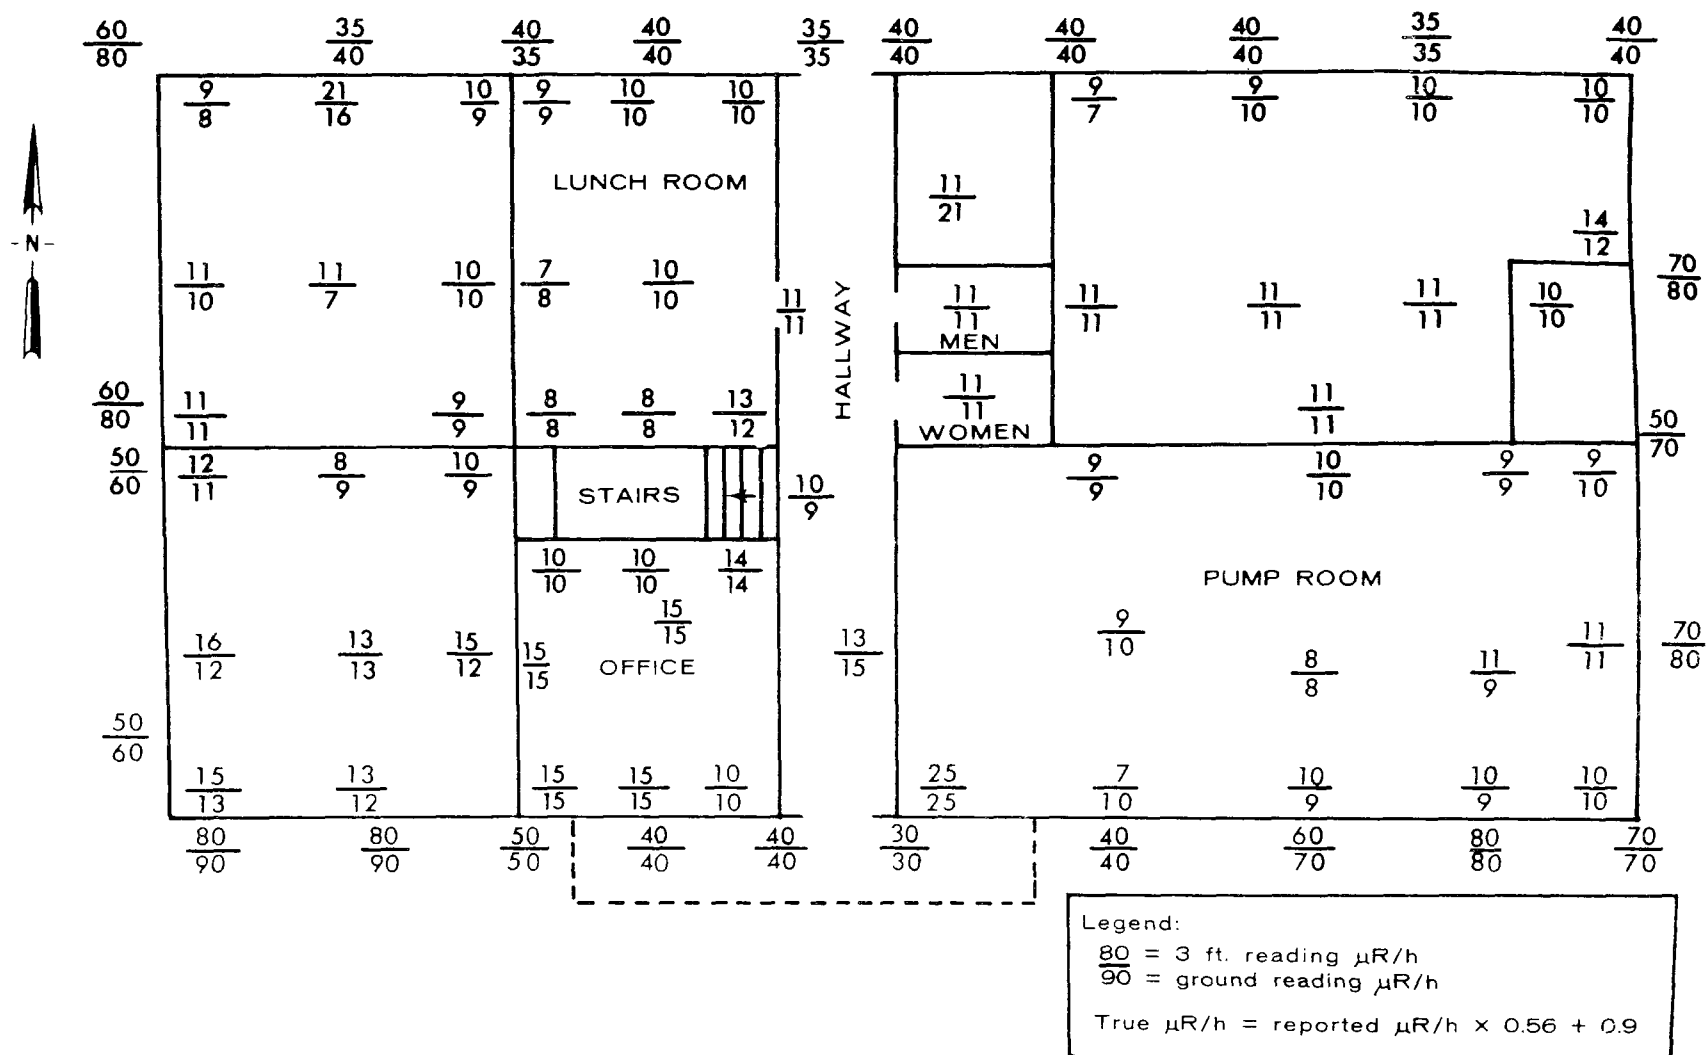 60/80 35/40 40/35 40/40 35/35 40/40 40/40 40/40 35/35 40/40
9/8 21/16 10/9 9/9 10/10 10/10 9/7 9/10 10/10 10/10
LUNCH ROOM
11/21
14/12
-N-
11/10 11/7 10/10 7/8 10/10 70/80
11/11 HALLWAY 11/11 11/11 11/11 11/11 10/10
MEN
60/80 11/11 9/9 8/8 8/8 13/12 11/11 11/11
WOMEN 50/70
50/60 12/11 8/9 10/9 STAIRS 10/9 9/9 10/10 9/9 9/10
10/10 10/10 14/14 PUMP ROOM
15/15 9/10
16/12 13/13 15/12 15/15 OFFICE 13/15 8/8 11/9 11/11 70/80
50/60
15/13 13/12 15/15 15/15 10/10 25/25 7/10 10/9 10/9 10/10
80/90 80/90 50/50 40/40 40/40 30/30 40/40 60/70 80/80 70/70
Legend:
80 = 3 ft. reading μR/h
90 = ground reading μR/h
True μR/h = reported μR/h × 0.56 + 0.9